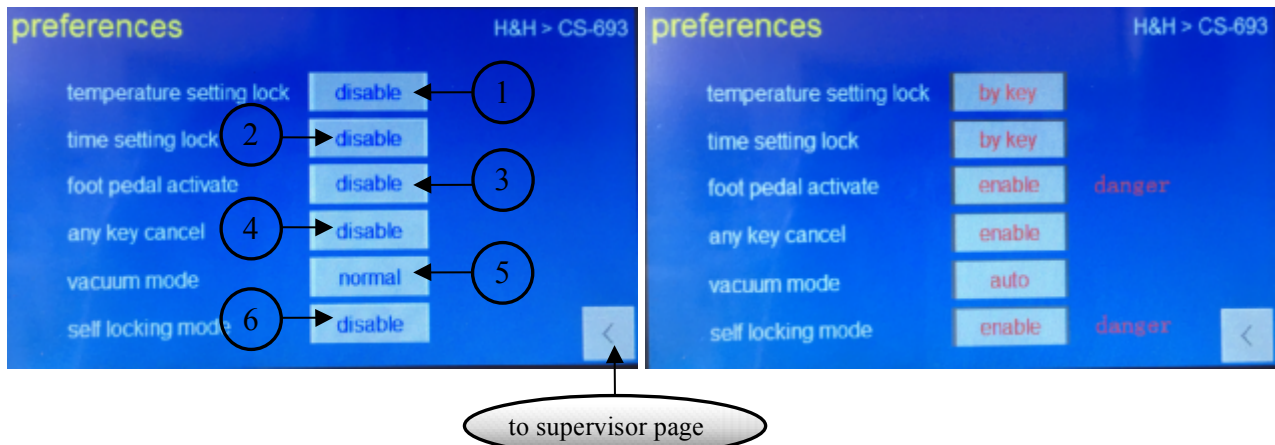 preferences
H&H > CS-693
temperature setting lock disable 1
time setting lock 2 disable
foot pedal activate disable 3
any key cancel 4 disable
vacuum mode normal 5
self locking mode 6 disable
<
preferences
H&H > CS-693
temperature setting lock by key
time setting lock by key
foot pedal activate enable danger
any key cancel enable
vacuum mode auto
self locking mode enable danger
<
to supervisor page